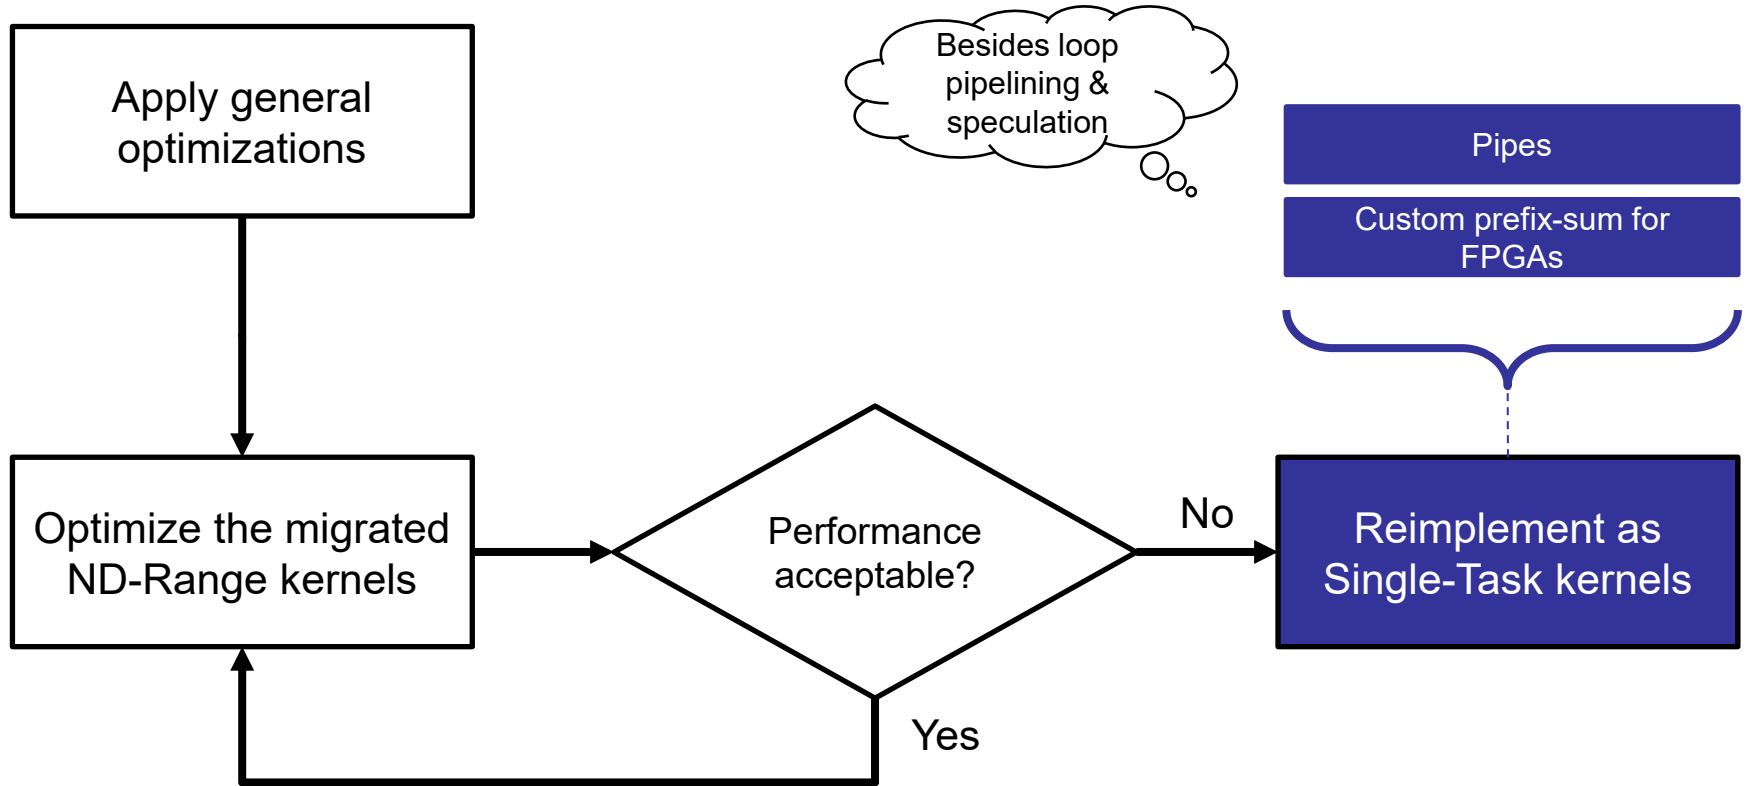 Apply general
optimizations
Besides loop
pipelining &
speculation
Pipes
Custom prefix-sum for
FPGAs
Optimize the migrated
ND-Range kernels
Performance
acceptable?
No
Reimplement as
Single-Task kernels
Yes